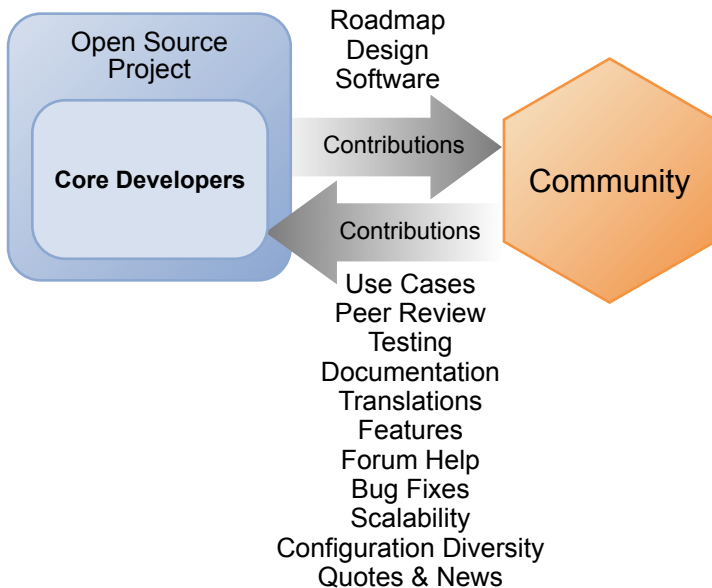 Open Source
Project
Core Developers
Roadmap
Design
Software
Contributions
Community
Contributions
Use Cases
Peer Review
Testing
Documentation
Translations
Features
Forum Help
Bug Fixes
Scalability
Configuration Diversity
Quotes & News